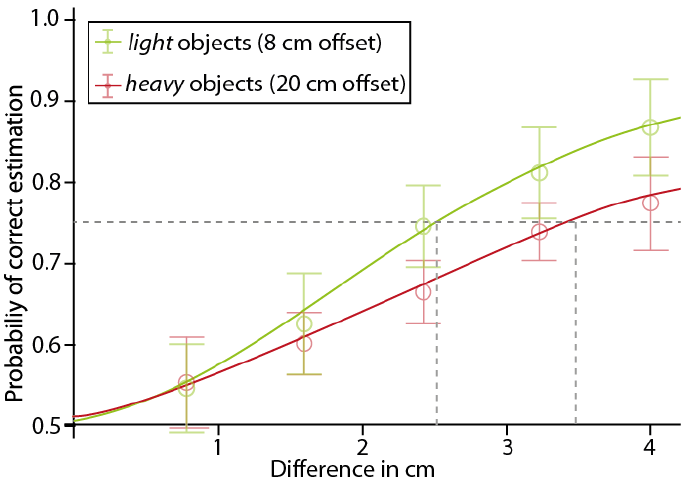 1.0
light objects (8 cm offset)
heavy objects (20 cm offset)
0.9
0.8
0.7
0.6
0.5
Probabiliy of correct estimation
1 2 3 4
Difference in cm